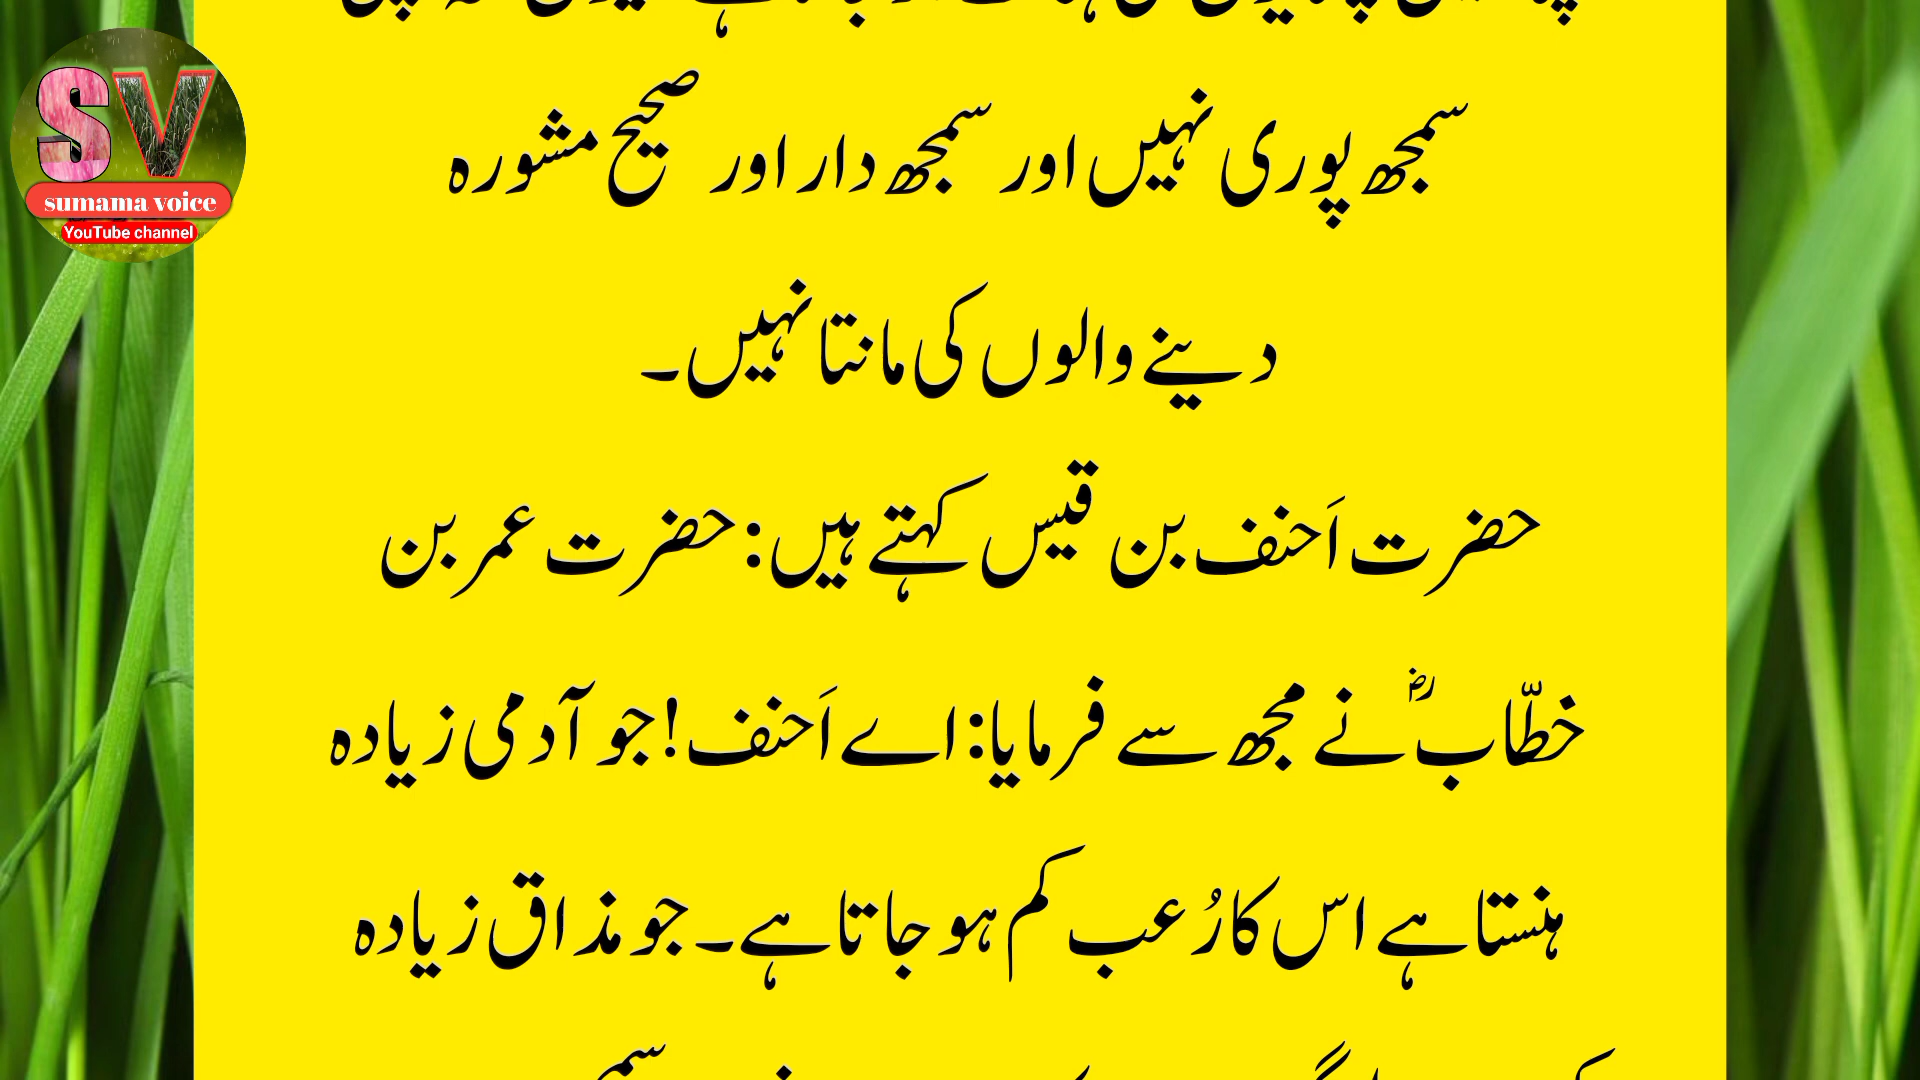 SV
sumama voice
YouTube channel
سمجھ پوری نہیں اور سمجھ دار اور صحیح مشورہ
دینے والوں کی مانتا نہیں۔
حضرت اَحنف بن قیس کہتے ہیں: حضرت عمر بن
خطّابؓ نے مجھ سے فرمایا: اے اَحنف! جو آدمی زیادہ
ہنستا ہے اس کا رُعب کم ہو جاتا ہے۔ جو مذاق زیادہ